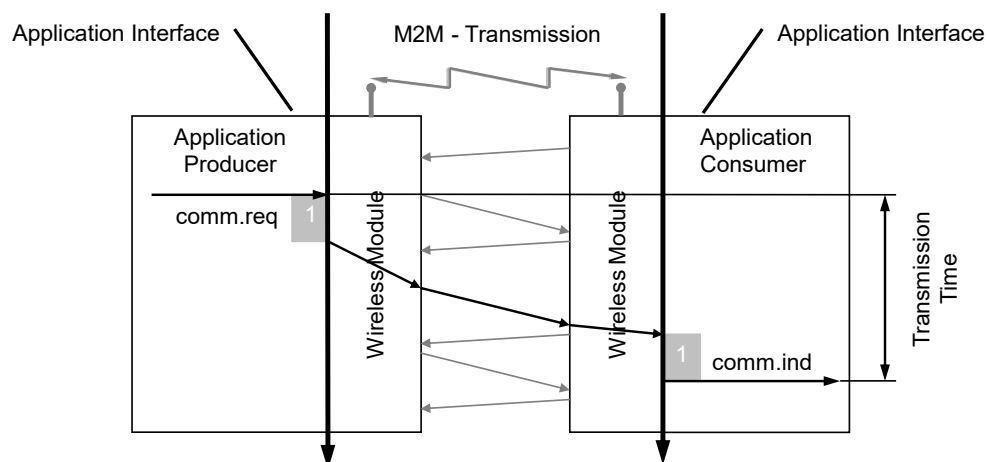 Application Interface
M2M - Transmission
Application Interface
Application
Producer
Application
Consumer
comm.req
1
Wireless Module
Wireless Module
1
comm.ind
Transmission
Time